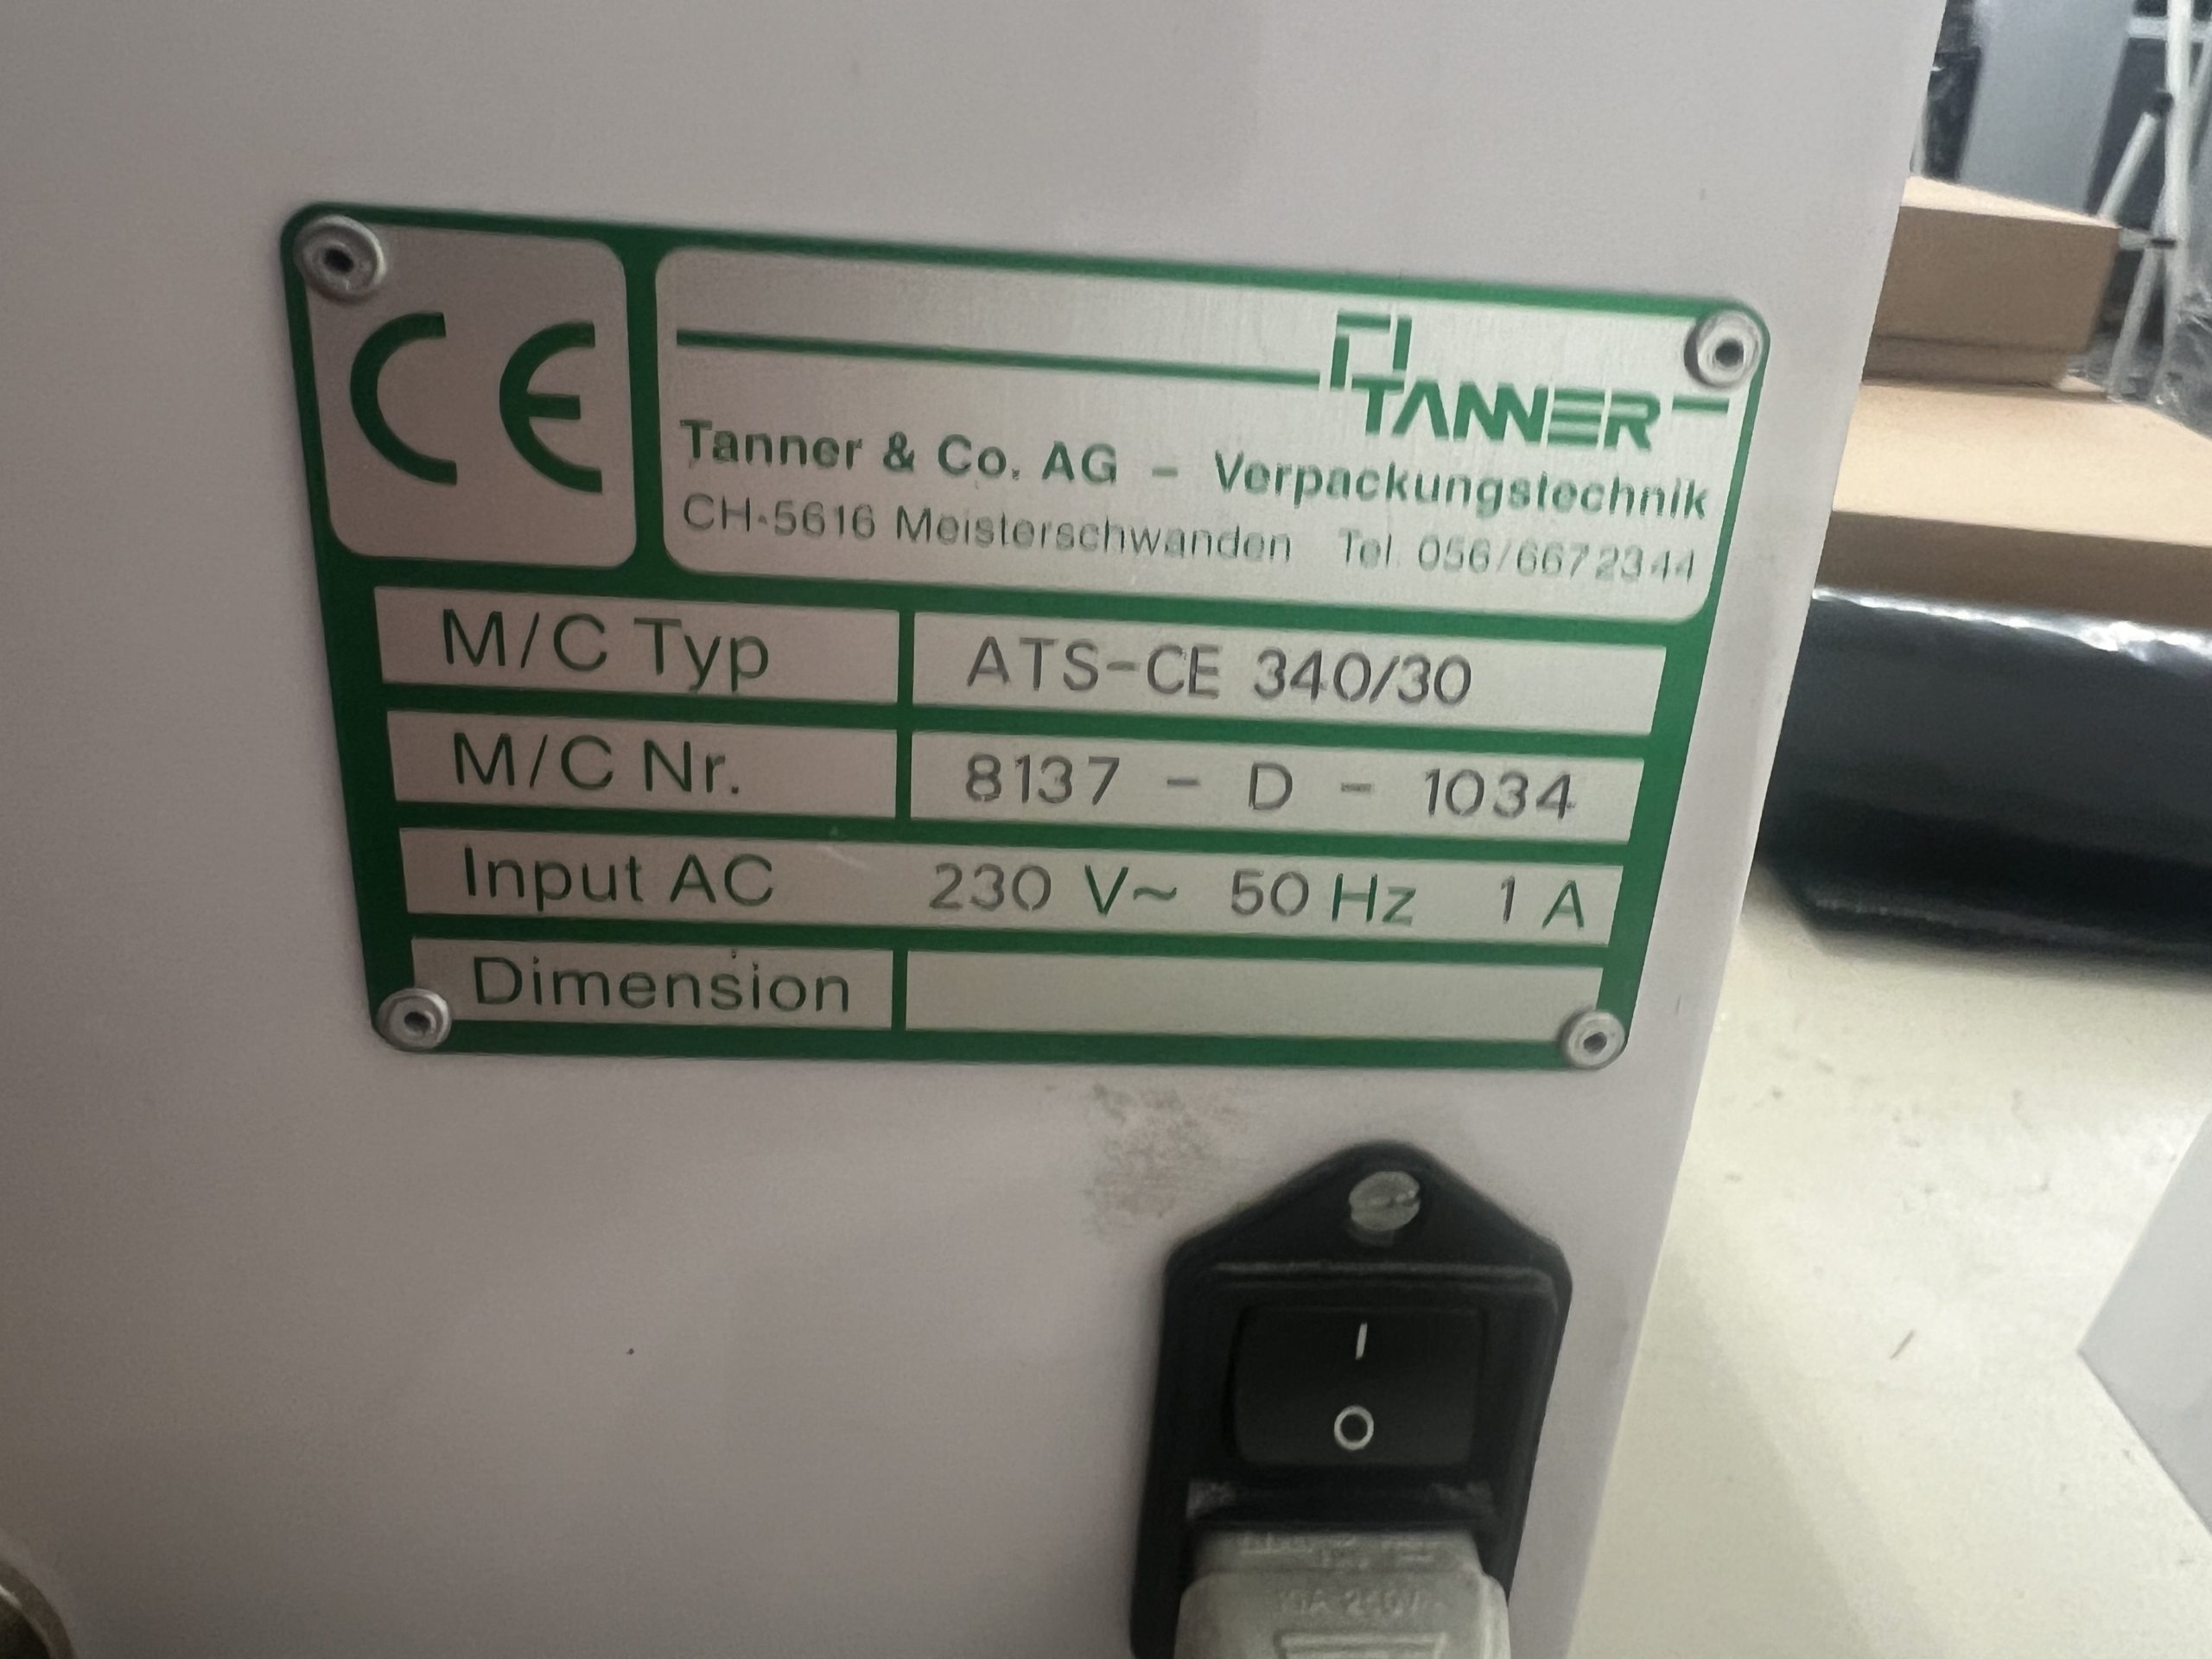 CE
TANNER
Tanner & Co. AG - Verpackungstechnik
CH-5616 Meisterschwanden Tel. 056/6672344
M/C Typ ATS-CE 340/30
M/C Nr. 8137 - D - 1034
Input AC 230 V~ 50 Hz 1 A
Dimension
I
O
250V~